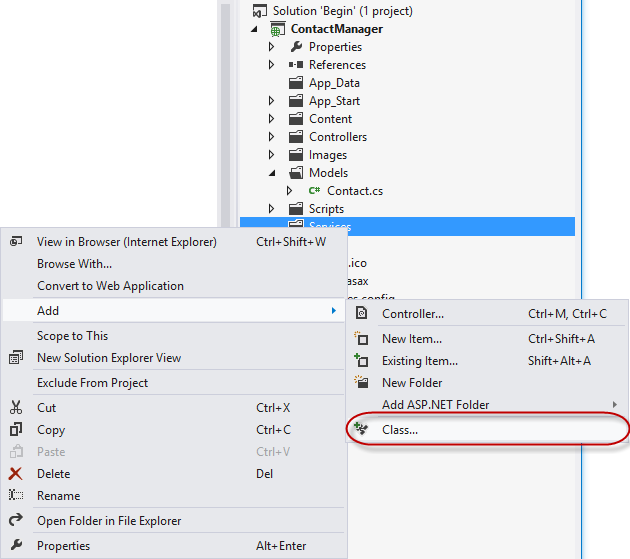 Solution 'Begin' (1 project)
ContactManager
Properties
References
App_Data
App_Start
Content
Controllers
Images
Models
C# Contact.cs
Scripts
Services
.ico
asax
View in Browser (Internet Explorer) Ctrl+Shift+W
Browse With...
Convert to Web Application
Add
Scope to This
New Solution Explorer View
Exclude From Project
Cut Ctrl+X
Copy Ctrl+C
Paste Ctrl+V
Delete Del
Rename
Open Folder in File Explorer
Properties Alt+Enter
Controller... Ctrl+M, Ctrl+C
New Item... Ctrl+Shift+A
Existing Item... Shift+Alt+A
New Folder
Add ASP.NET Folder
Class...